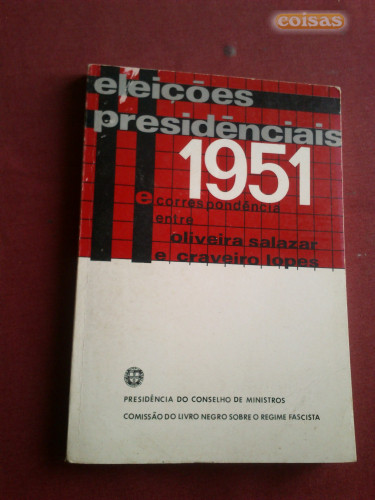 coisas
eleições
presidênciais
1951
e correspondência
entre
oliveira salazar
e craveiro lopes
PRESIDÊNCIA DO CONSELHO DE MINISTROS
COMISSÃO DO LIVRO NEGRO SOBRE O REGIME FASCISTA